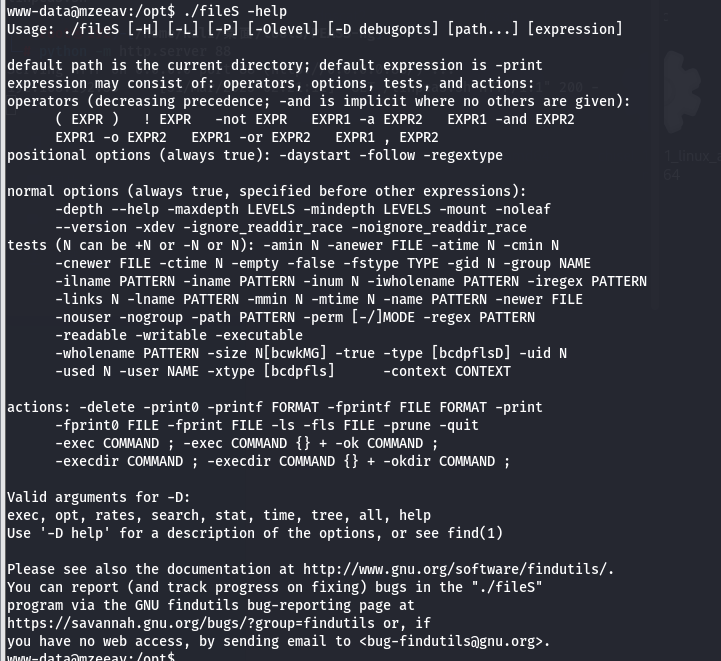 www-data@mzeeav:/opt$ ./fileS -help
Usage: ./fileS [-H] [-L] [-P] [-Olevel] [-D debugopts] [path...] [expression]
default path is the current directory; default expression is -print
expression may consist of: operators, options, tests, and actions:
operators (decreasing precedence; -and is implicit where no others are given):
      ( EXPR )   ! EXPR   -not EXPR   EXPR1 -a EXPR2   EXPR1 -and EXPR2
      EXPR1 -o EXPR2   EXPR1 -or EXPR2   EXPR1 , EXPR2
positional options (always true): -daystart -follow -regextype
normal options (always true, specified before other expressions):
      -depth --help -maxdepth LEVELS -mindepth LEVELS -mount -noleaf
      --version -xdev -ignore_readdir_race -noignore_readdir_race
tests (N can be +N or -N or N): -amin N -anewer FILE -atime N -cmin N
      -cnewer FILE -ctime N -empty -false -fstype TYPE -gid N -group NAME
      -ilname PATTERN -iname PATTERN -inum N -iwholename PATTERN -iregex PATTERN
      -links N -lname PATTERN -mmin N -mtime N -name PATTERN -newer FILE
      -nouser -nogroup -path PATTERN -perm [-/]MODE -regex PATTERN
      -readable -writable -executable
      -wholename PATTERN -size N[bcwkMG] -true -type [bcdpflsD] -uid N
      -used N -user NAME -xtype [bcdpfls]      -context CONTEXT
actions: -delete -print0 -printf FORMAT -fprintf FILE FORMAT -print
      -fprint0 FILE -fprint FILE -ls -fls FILE -prune -quit
      -exec COMMAND ; -exec COMMAND {} + -ok COMMAND ;
      -execdir COMMAND ; -execdir COMMAND {} + -okdir COMMAND ;
Valid arguments for -D:
exec, opt, rates, search, stat, time, tree, all, help
Use '-D help' for a description of the options, or see find(1)
Please see also the documentation at http://www.gnu.org/software/findutils/.
You can report (and track progress on fixing) bugs in the "./fileS"
program via the GNU findutils bug-reporting page at
https://savannah.gnu.org/bugs/?group=findutils or, if
you have no web access, by sending email to <bug-findutils@gnu.org>.
www-data@mzeeav:/opt$